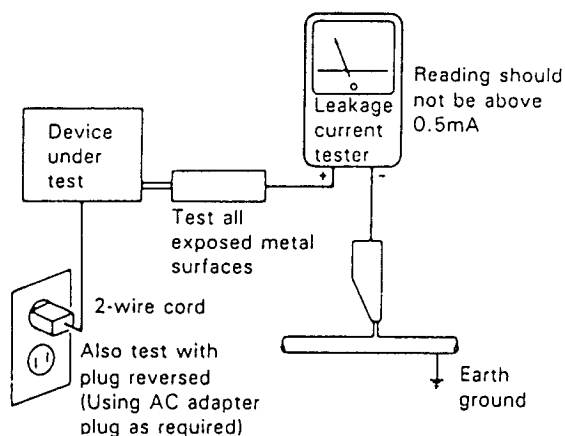 Device
under
test
Leakage
current
tester
+ -
Reading should
not be above
0.5mA
Test all
exposed metal
surfaces
2-wire cord
Also test with
plug reversed
(Using AC adapter
plug as required)
Earth
ground